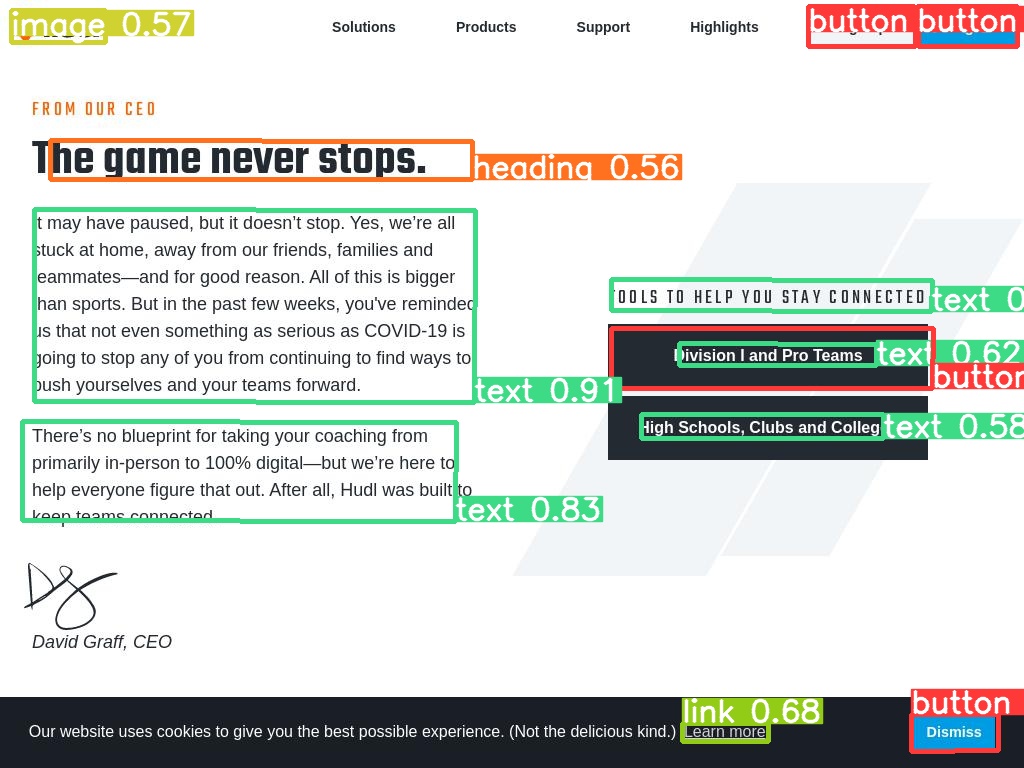 image 0.57
Solutions
Products
Support
Highlights
button
button
FROM OUR CEO
The game never stops.
heading 0.56
It may have paused, but it doesn't stop. Yes, we're all
stuck at home, away from our friends, families and
teammates—and for good reason. All of this is bigger
than sports. But in the past few weeks, you've reminded
us that not even something as serious as COVID-19 is
going to stop any of you from continuing to find ways to
push yourselves and your teams forward.
text 0.91
There's no blueprint for taking your coaching from
primarily in-person to 100% digital—but we're here to
help everyone figure that out. After all, Hudl was built to
keep teams connected.
text 0.83
David Graff, CEO
TOOLS TO HELP YOU STAY CONNECTED
text 0
Division I and Pro Teams
text 0.62
button
High Schools, Clubs and Colleg
text 0.58
link 0.68
button
Our website uses cookies to give you the best possible experience. (Not the delicious kind.) Learn more
Dismiss